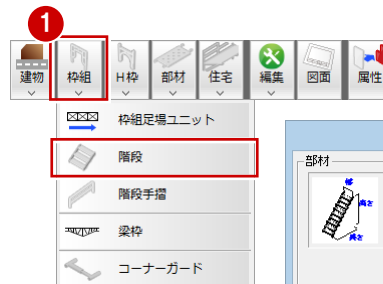 1
建物 枠組 H枠 部材 住宅 編集 図面 属性
枠組足場ユニット
階段
階段手摺
梁枠
コーナーガード
部材
幅
高さ
長さ